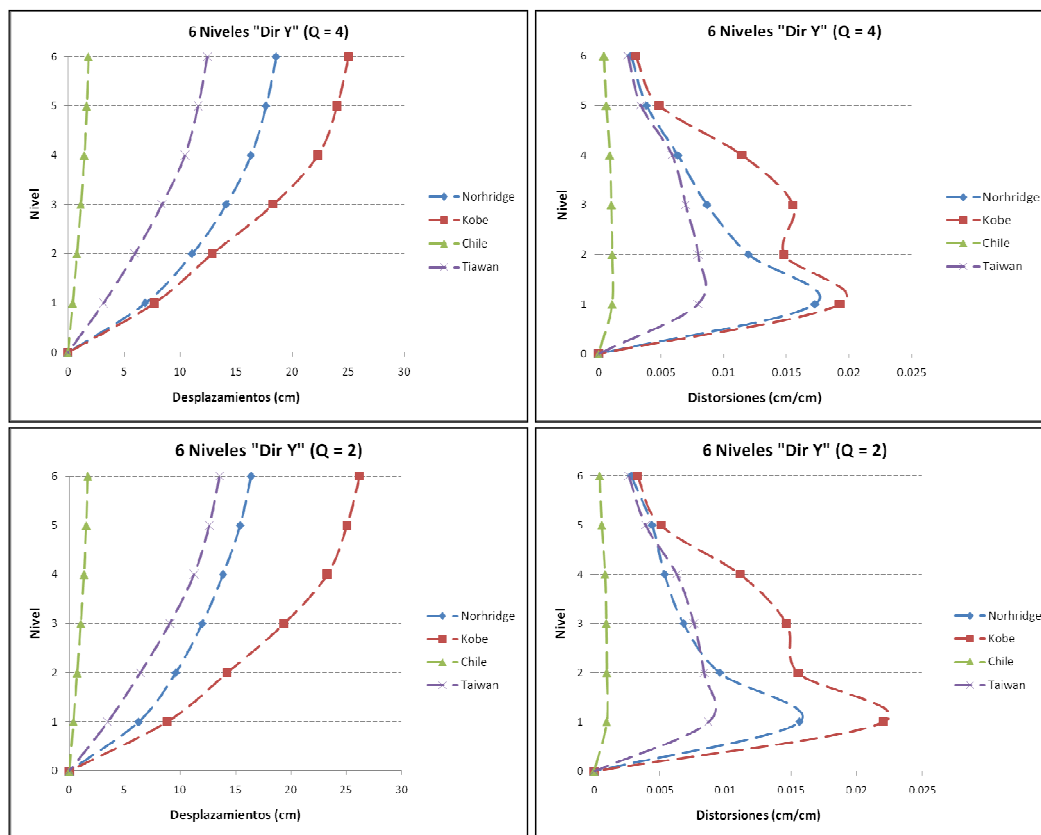 6 Niveles "Dir Y" (Q = 4)
6
5
4
3
2
1
0
Nivel
0 5 10 15 20 25 30
Desplazamientos (cm)
Norhridge
Kobe
Chile
Tiawan
6 Niveles "Dir Y" (Q = 4)
6
5
4
3
2
1
0
Nivel
0 0.005 0.01 0.015 0.02 0.025
Distorsiones (cm/cm)
Norhridge
Kobe
Chile
Taiwan
6 Niveles "Dir Y" (Q = 2)
6
5
4
3
2
1
0
Nivel
0 5 10 15 20 25 30
Desplazamientos (cm)
Norhridge
Kobe
Chile
Taiwan
6 Niveles "Dir Y" (Q = 2)
6
5
4
3
2
1
0
Nivel
0 0.005 0.01 0.015 0.02 0.025
Distorsiones (cm/cm)
Norhridge
Kobe
Chile
Taiwan